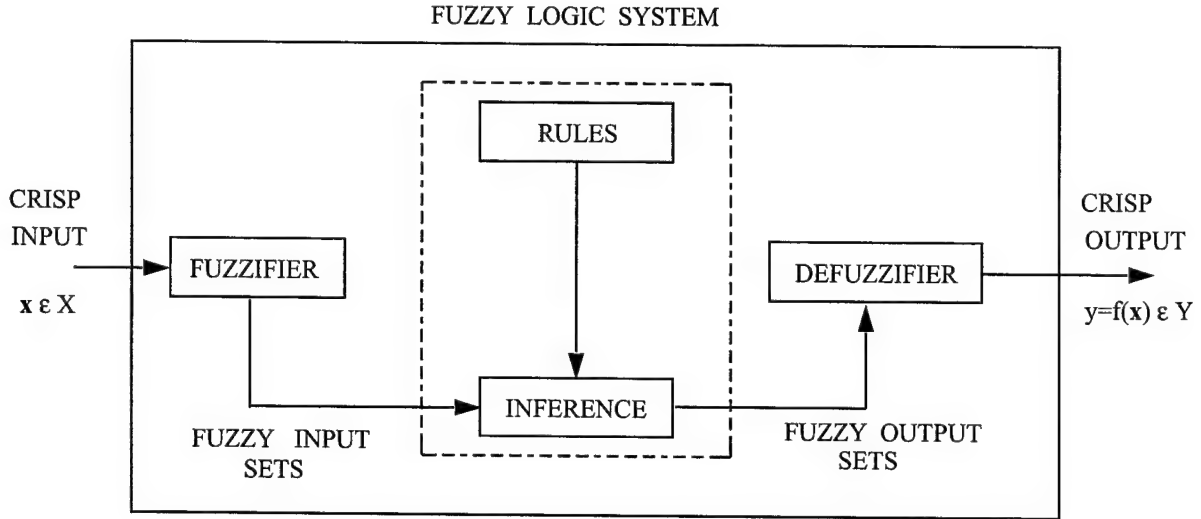 FUZZY LOGIC SYSTEM
RULES
CRISP
INPUT
x ε X
FUZZIFIER
DEFUZZIFIER
CRISP
OUTPUT
y=f(x) ε Y
INFERENCE
FUZZY INPUT
SETS
FUZZY OUTPUT
SETS